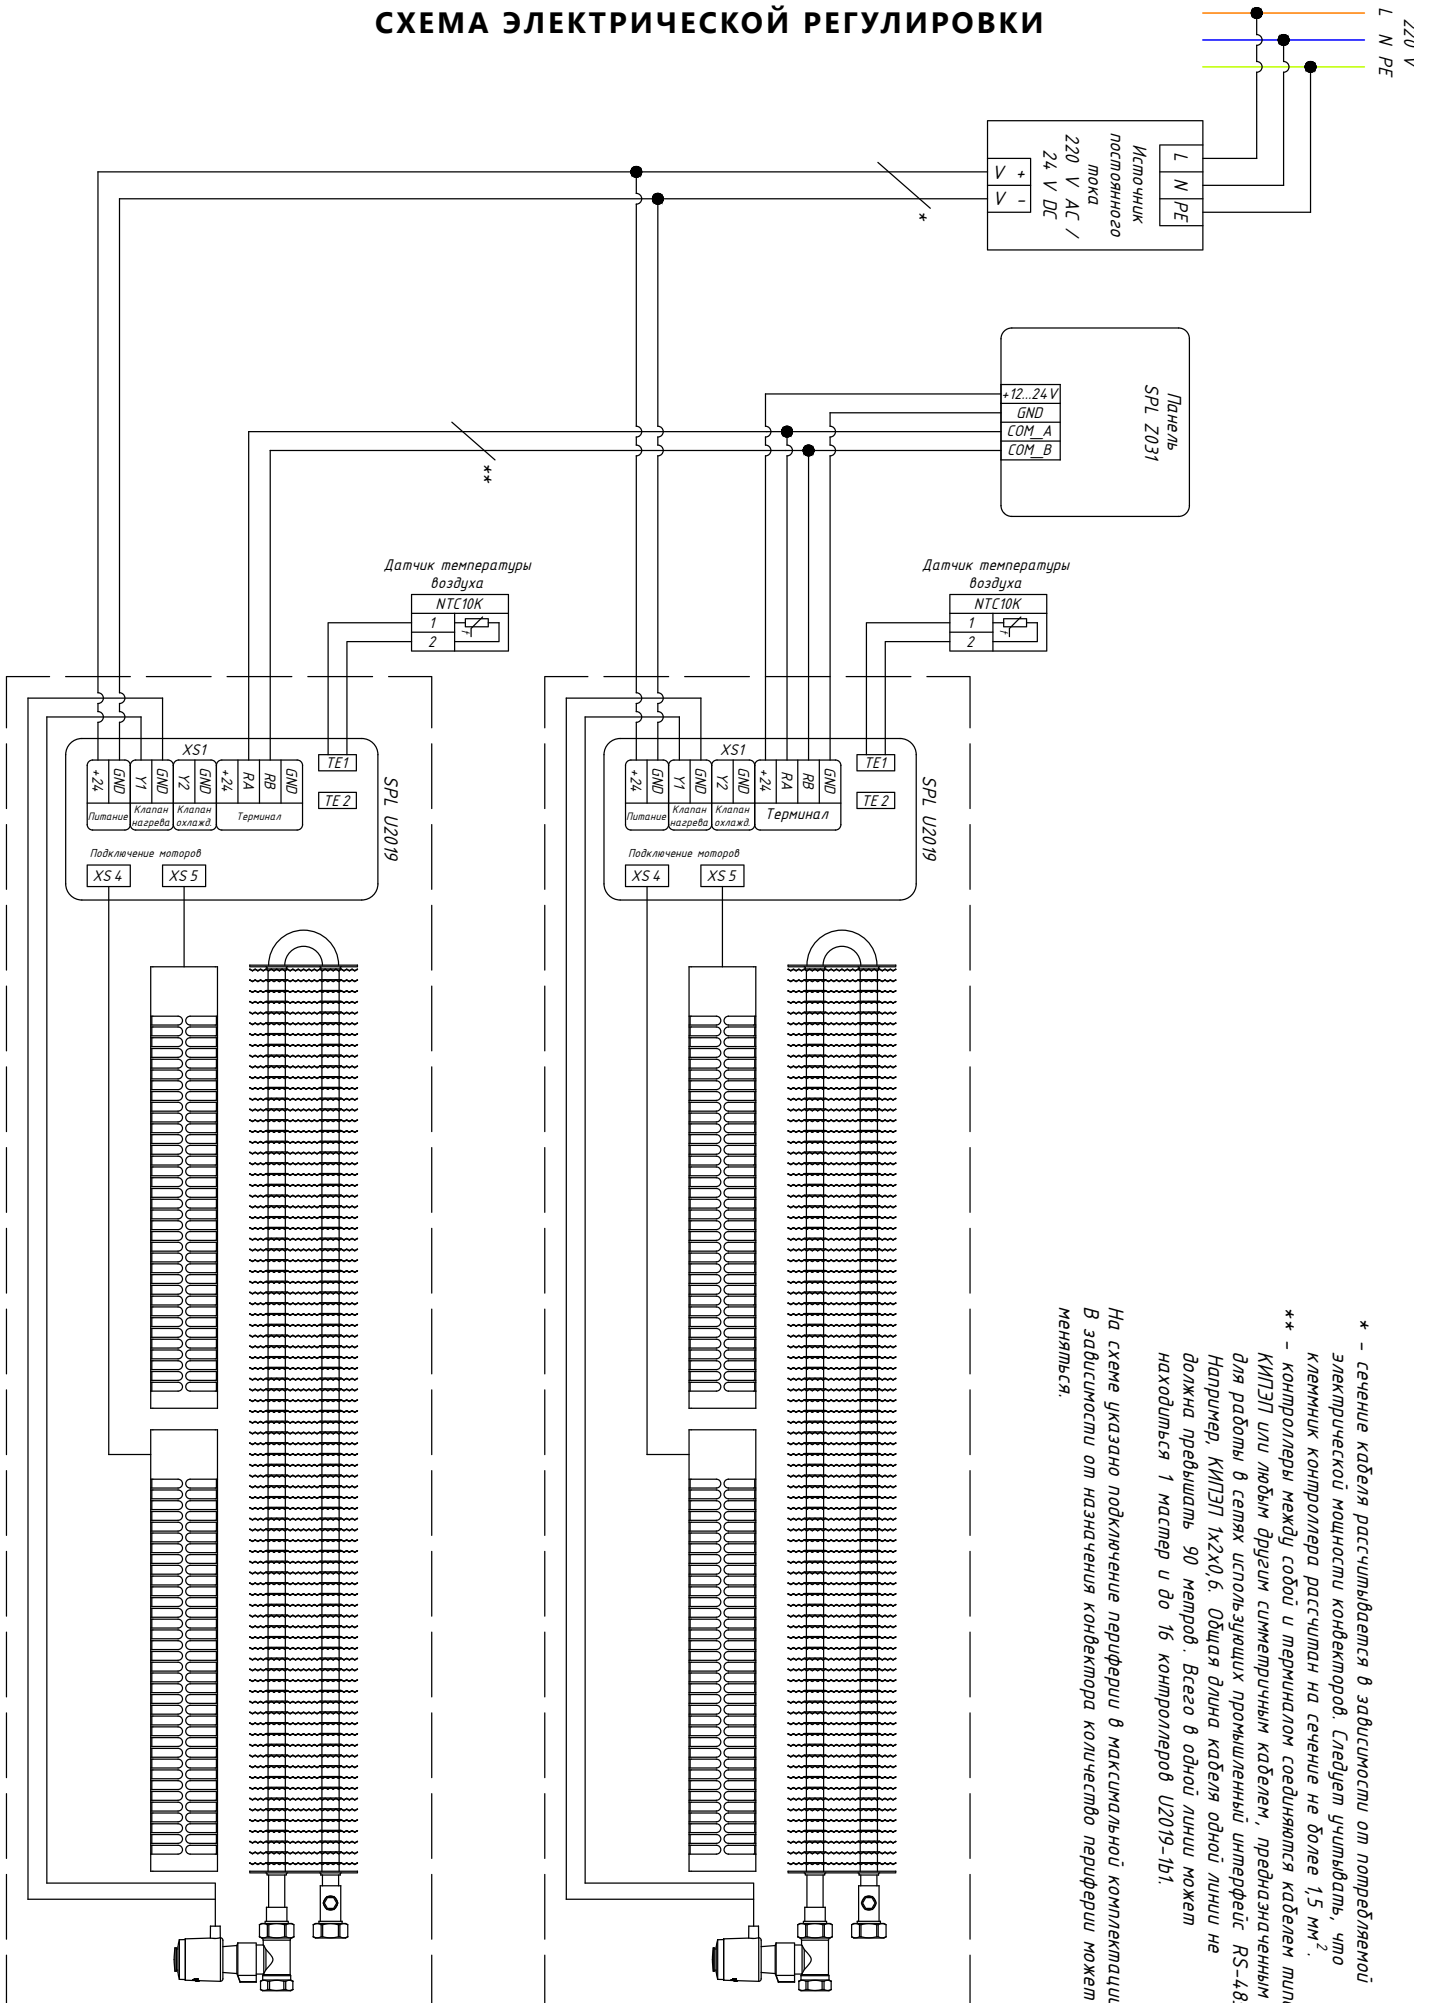 СХЕМА ЭЛЕКТРИЧЕСКОЙ РЕГУЛИРОВКИ
220 V
L
N
PE
Источник
постоянного
тока
220 V AC /
24 V DC
L
N
PE
V +
V -
*
Панель
SPL Z031
+12...24V
GND
COM_A
COM_B
**
Датчик температуры
воздуха
NTC10K
1
2
Датчик температуры
воздуха
NTC10K
1
2
XS1
+24
GND
Y1
GND
Y2
GND
+24
RA
RB
GND
Питание
Клапан
нагрева
Клапан
охлажд.
Терминал
TE1
TE 2
SPL U2019
Подключение моторов
XS 4
XS 5
XS1
+24
GND
Y1
GND
Y2
GND
+24
RA
RB
GND
Питание
Клапан
нагрева
Клапан
охлажд.
Терминал
TE1
TE 2
SPL U2019
Подключение моторов
XS 4
XS 5
* - сечение кабеля рассчитывается в зависимости от потребляемой
электрической мощности конвекторов. Следует учитывать, что
клеммник контроллера рассчитан на сечение не более 1,5 мм².
** - контроллеры между собой и терминалом соединяются кабелем
КИПЭП или любым другим симметричным кабелем, предназначенным
для работы в сетях использующих промышленный интерфейс
Например, КИПЭП 1x2x0,6. Общая длина кабеля одной линии не
должна превышать 90 метров. Всего в одной линии может
находиться 1 мастер и до 16 контроллеров U2019-1b1.
На схеме указано подключение периферии в максимальной
В зависимости от назначения конвектора количество периферии может
меняться.